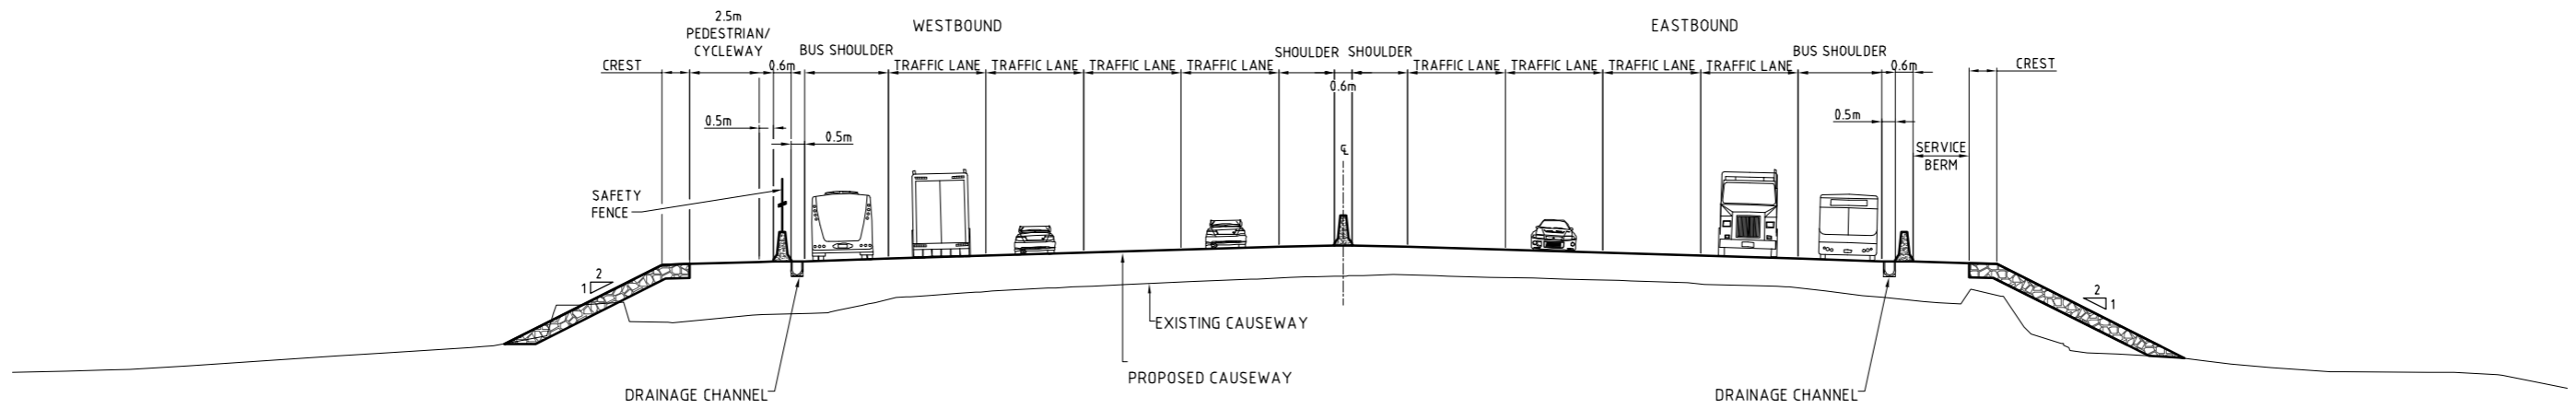 2.5m
PEDESTRIAN/
CYCLEWAY
WESTBOUND
EASTBOUND
CREST
0.6m
BUS SHOULDER
TRAFFIC LANE
TRAFFIC LANE
TRAFFIC LANE
TRAFFIC LANE
SHOULDER
SHOULDER
TRAFFIC LANE
TRAFFIC LANE
TRAFFIC LANE
TRAFFIC LANE
BUS SHOULDER
0.6m
CREST
0.6m
0.5m
0.5m
0.5m
℄
SERVICE
BERM
SAFETY
FENCE
2
1
2
1
EXISTING CAUSEWAY
PROPOSED CAUSEWAY
DRAINAGE CHANNEL
DRAINAGE CHANNEL